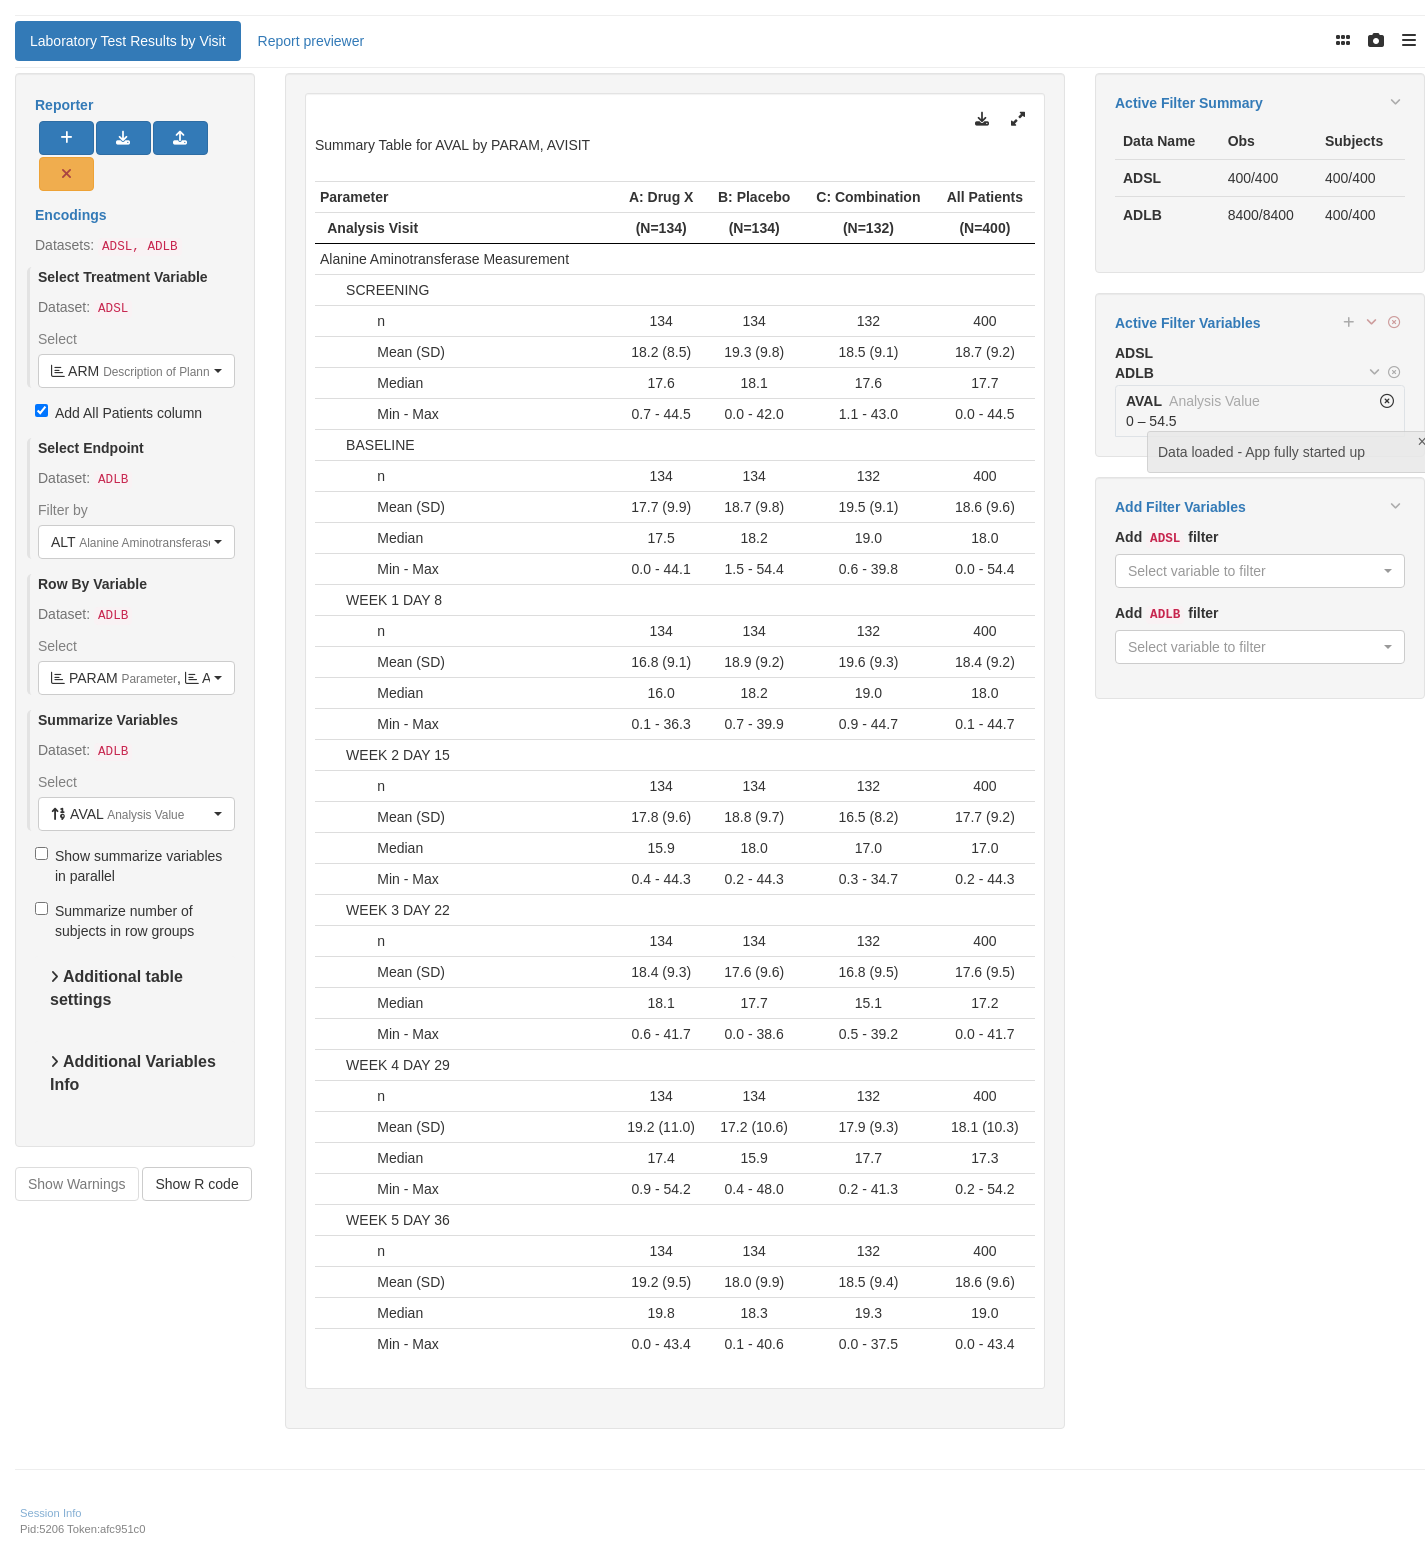 Laboratory Test Results by Visit Report previewer
Reporter
Encodings
Datasets: ADSL, ADLB
Select Treatment Variable
Dataset: ADSL
Select
ARM Description of Plann
Add All Patients column
Select Endpoint
Dataset: ADLB
Filter by
ALT Alanine Aminotransferase
Row By Variable
Dataset: ADLB
Select
PARAM Parameter, A
Summarize Variables
Dataset: ADLB
Select
AVAL Analysis Value
Show summarize variables
in parallel
Summarize number of
subjects in row groups
Additional table
settings
Additional Variables
Info
Show Warnings Show R code
Summary Table for AVAL by PARAM, AVISIT
Parameter A: Drug X B: Placebo C: Combination All Patients
Analysis Visit (N=134) (N=134) (N=132) (N=400)
Alanine Aminotransferase Measurement
SCREENING
n 134 134 132 400
Mean (SD) 18.2 (8.5) 19.3 (9.8) 18.5 (9.1) 18.7 (9.2)
Median 17.6 18.1 17.6 17.7
Min - Max 0.7 - 44.5 0.0 - 42.0 1.1 - 43.0 0.0 - 44.5
BASELINE
n 134 134 132 400
Mean (SD) 17.7 (9.9) 18.7 (9.8) 19.5 (9.1) 18.6 (9.6)
Median 17.5 18.2 19.0 18.0
Min - Max 0.0 - 44.1 1.5 - 54.4 0.6 - 39.8 0.0 - 54.4
WEEK 1 DAY 8
n 134 134 132 400
Mean (SD) 16.8 (9.1) 18.9 (9.2) 19.6 (9.3) 18.4 (9.2)
Median 16.0 18.2 19.0 18.0
Min - Max 0.1 - 36.3 0.7 - 39.9 0.9 - 44.7 0.1 - 44.7
WEEK 2 DAY 15
n 134 134 132 400
Mean (SD) 17.8 (9.6) 18.8 (9.7) 16.5 (8.2) 17.7 (9.2)
Median 15.9 18.0 17.0 17.0
Min - Max 0.4 - 44.3 0.2 - 44.3 0.3 - 34.7 0.2 - 44.3
WEEK 3 DAY 22
n 134 134 132 400
Mean (SD) 18.4 (9.3) 17.6 (9.6) 16.8 (9.5) 17.6 (9.5)
Median 18.1 17.7 15.1 17.2
Min - Max 0.6 - 41.7 0.0 - 38.6 0.5 - 39.2 0.0 - 41.7
WEEK 4 DAY 29
n 134 134 132 400
Mean (SD) 19.2 (11.0) 17.2 (10.6) 17.9 (9.3) 18.1 (10.3)
Median 17.4 15.9 17.7 17.3
Min - Max 0.9 - 54.2 0.4 - 48.0 0.2 - 41.3 0.2 - 54.2
WEEK 5 DAY 36
n 134 134 132 400
Mean (SD) 19.2 (9.5) 18.0 (9.9) 18.5 (9.4) 18.6 (9.6)
Median 19.8 18.3 19.3 19.0
Min - Max 0.0 - 43.4 0.1 - 40.6 0.0 - 37.5 0.0 - 43.4
Active Filter Summary
Data Name Obs Subjects
ADSL 400/400 400/400
ADLB 8400/8400 400/400
Active Filter Variables
ADSL
ADLB
AVAL Analysis Value
0 – 54.5
Data loaded - App fully started up
Add Filter Variables
Add ADSL filter
Select variable to filter
Add ADLB filter
Select variable to filter
Session Info
Pid:5206 Token:afc951c0